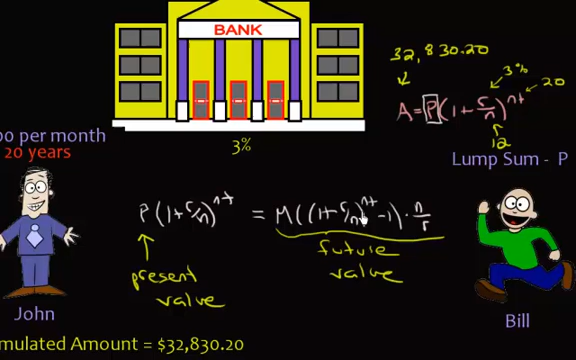 BANK
32,830.20
3%
A = P(1 + r/n)^nt
20
12
00 per month
20 years
3%
Lump Sum - P
P(1+r/n)^nt = M((1+r/n)^nt -1) · n/r
present
value
future
value
John
Bill
mulated Amount = $32,830.20